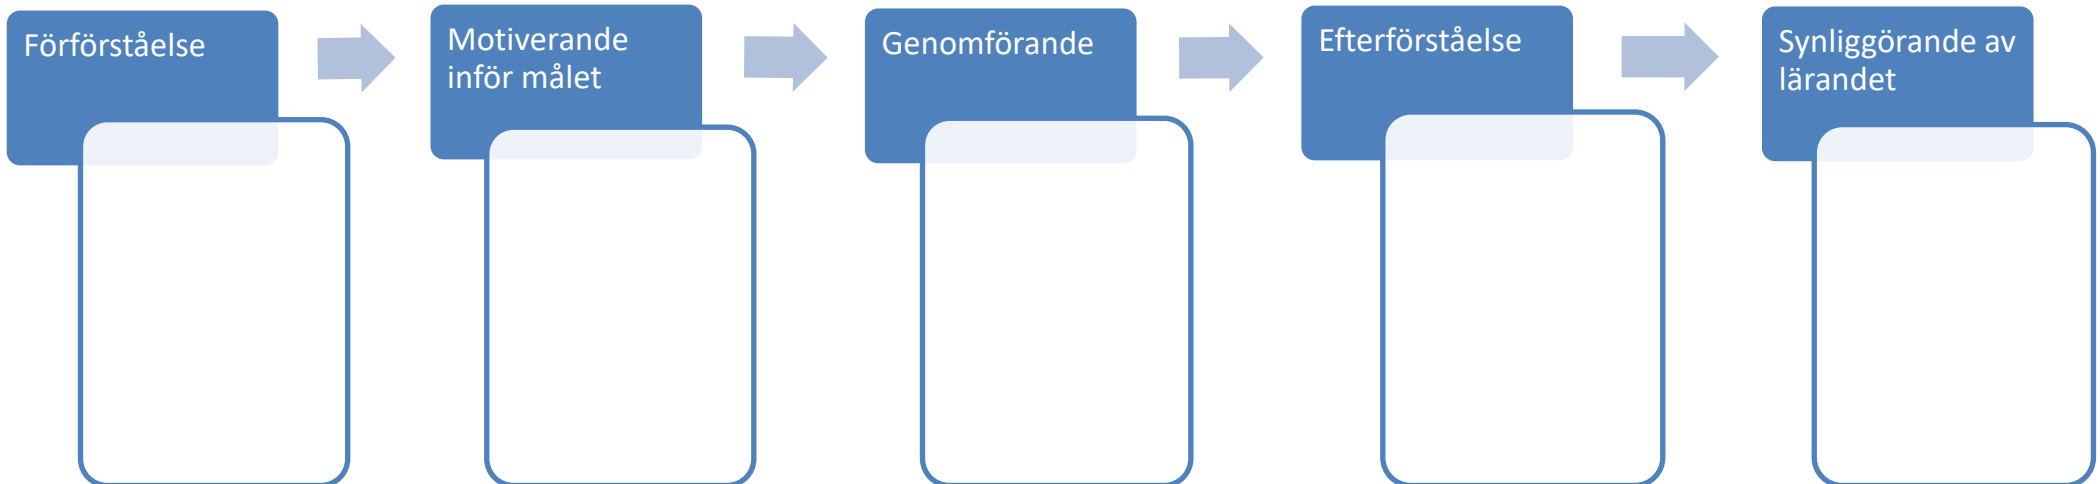 Förförståelse
Motiverande
inför målet
Genomförande
Efterförståelse
Synliggörande av
lärandet